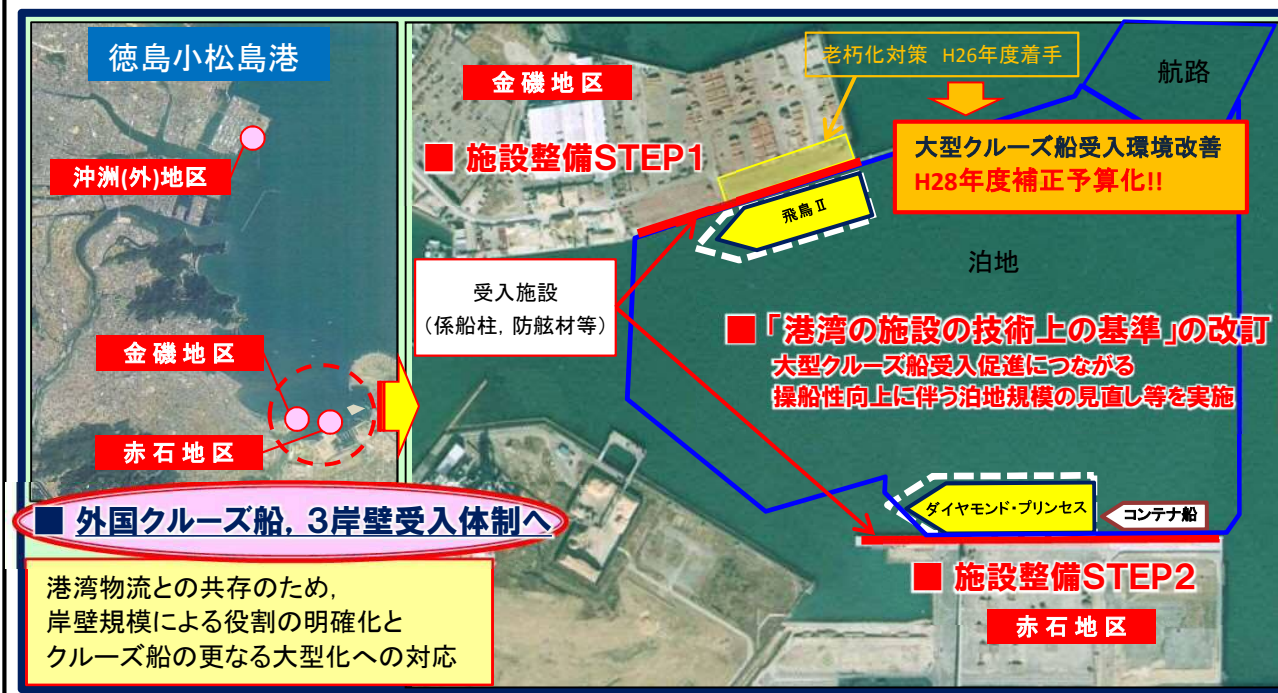 徳島小松島港
沖洲(外)地区
金磯地区
赤石地区
■ 外国クルーズ船，３岸壁受入体制へ
港湾物流との共存のため，
岸壁規模による役割の明確化と
クルーズ船の更なる大型化への対応
金磯地区
老朽化対策 H26年度着手
航路
■ 施設整備STEP1
大型クルーズ船受入環境改善
H28年度補正予算化!!
飛鳥Ⅱ
泊地
受入施設
（係船柱，防舷材等）
■「港湾の施設の技術上の基準」の改訂
大型クルーズ船受入促進につながる
操船性向上に伴う泊地規模の見直し等を実施
ダイヤモンド・プリンセス
コンテナ船
■ 施設整備STEP2
赤石地区